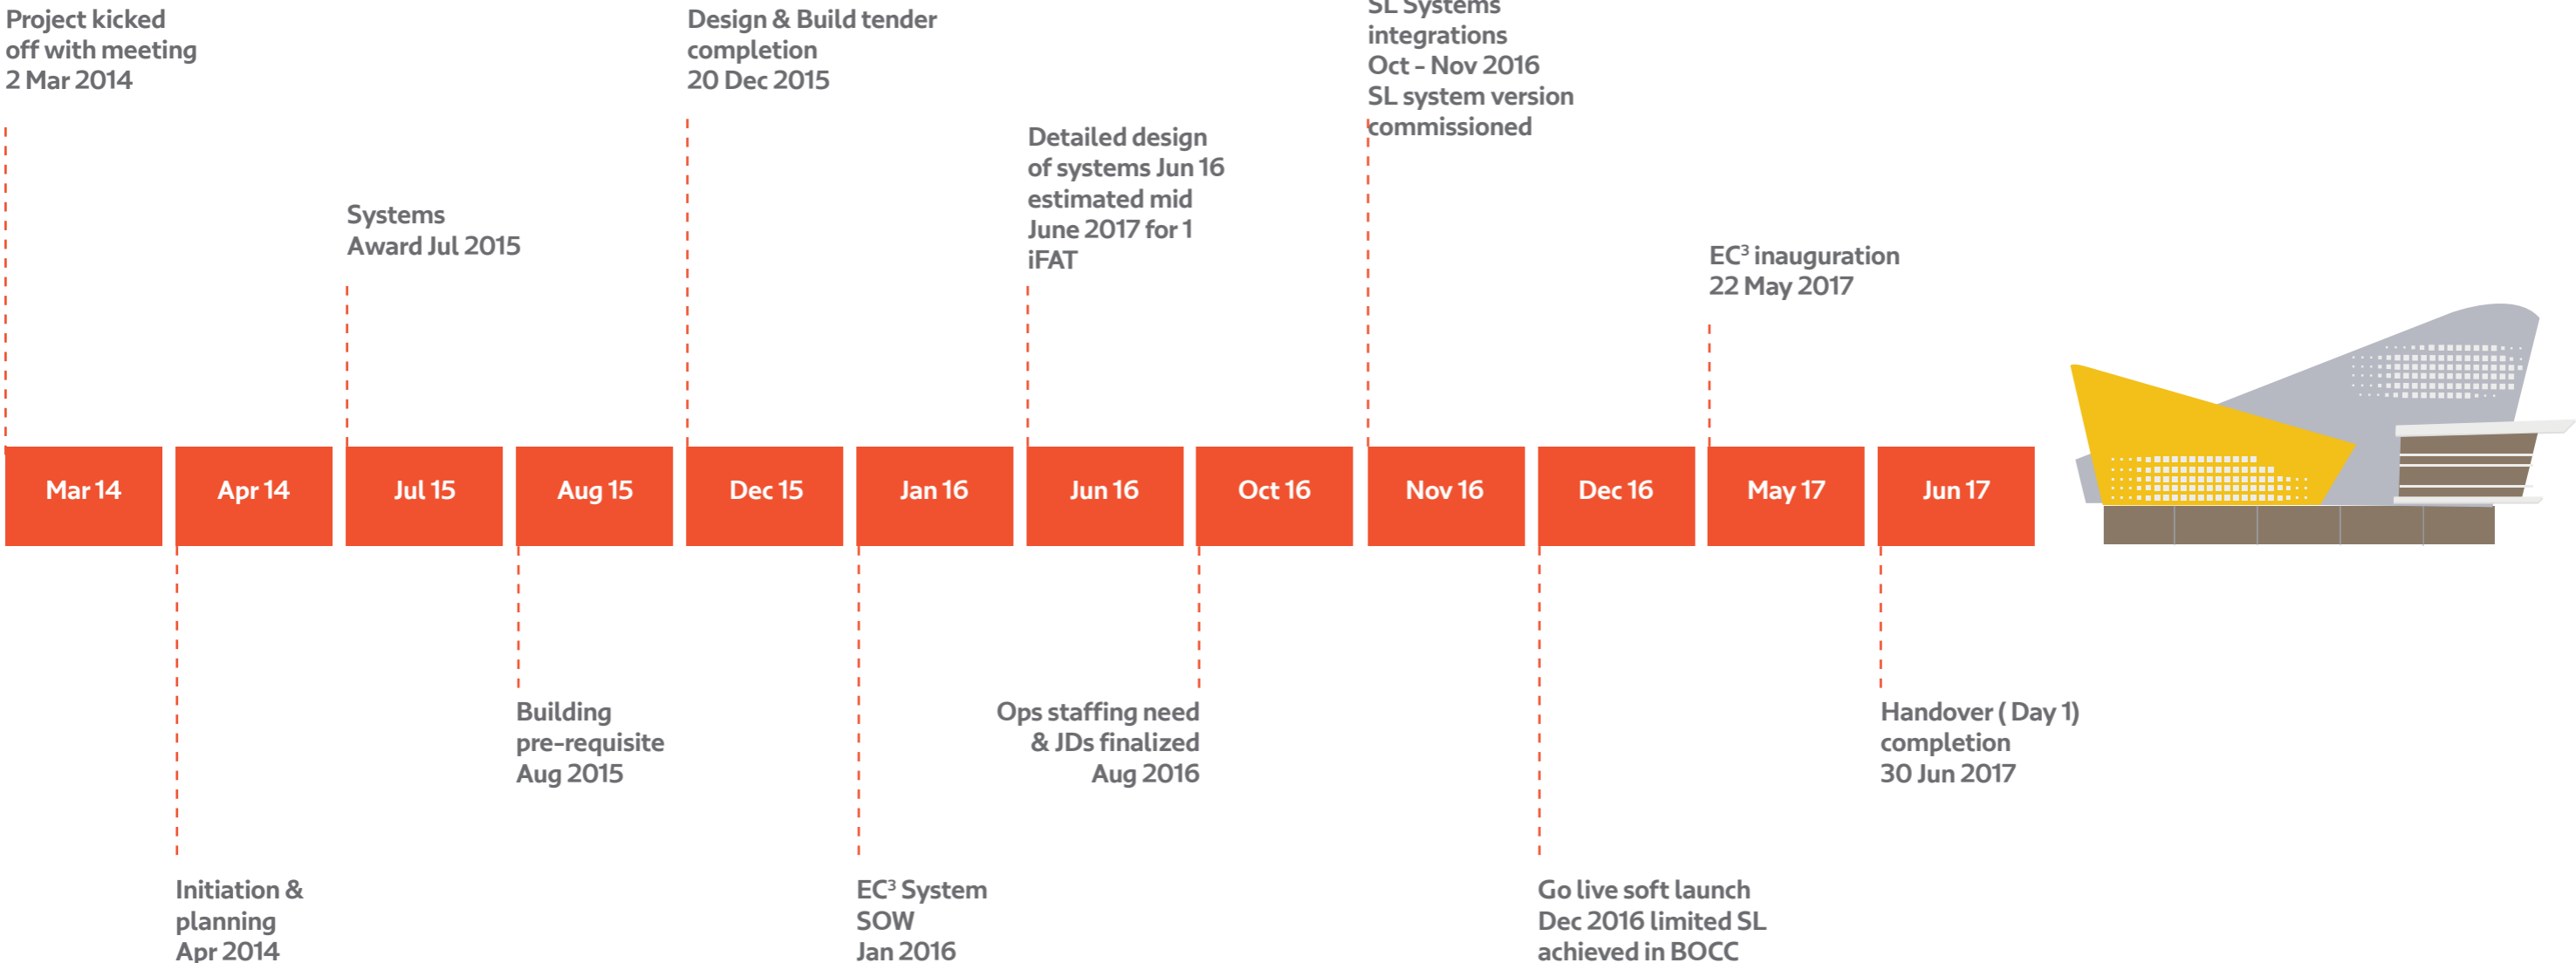 Project kicked
off with meeting
2 Mar 2014
Design & Build tender
completion
20 Dec 2015
SL Systems
integrations
Oct - Nov 2016
SL system version
commissioned
Detailed design
of systems Jun 16
estimated mid
June 2017 for 1
iFAT
Systems
Award Jul 2015
EC³ inauguration
22 May 2017
Mar 14
Apr 14
Jul 15
Aug 15
Dec 15
Jan 16
Jun 16
Oct 16
Nov 16
Dec 16
May 17
Jun 17
Building
pre-requisite
Aug 2015
Ops staffing need
& JDs finalized
Aug 2016
Handover ( Day 1)
completion
30 Jun 2017
Initiation &
planning
Apr 2014
EC³ System
SOW
Jan 2016
Go live soft launch
Dec 2016 limited SL
achieved in BOCC